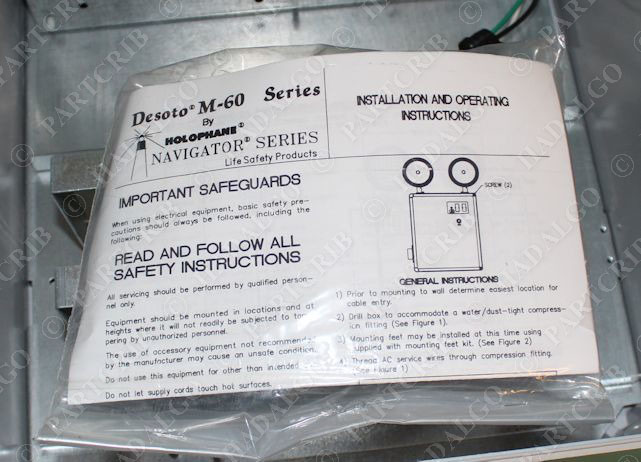 Desoto® M-60 Series
By
HOLOPHANE®
NAVIGATOR® SERIES
Life Safety Products
IMPORTANT SAFEGUARDS
When using electrical equipment, basic safety pre-
cautions should always be followed, including the
following:
READ AND FOLLOW ALL
SAFETY INSTRUCTIONS
All servicing should be performed by qualified person-
nel only.
Equipment should be mounted in locations and at
heights where it will not readily be subjected to tam-
pering by unauthorized personnel.
The use of accessory equipment not recommended
by the manufacturer may cause an unsafe condition.
Do not use this equipment for other than intended
Do not let supply cords touch hot surfaces.
INSTALLATION AND OPERATING
INSTRUCTIONS
SCREW (2)
GENERAL INSTRUCTIONS
1) Prior to mounting to wall determine easiest location for
cable entry.
2) Drill box to accommodate a water/dust-tight compress-
ion fitting (See Figure 1).
3) Mounting feet may be installed at this time using
supplied with mounting feet kit. (See Figure 2)
4) Thread AC service wires through compression fitting.
(See Figure 1)
© PARTCRIB
© HADALGO